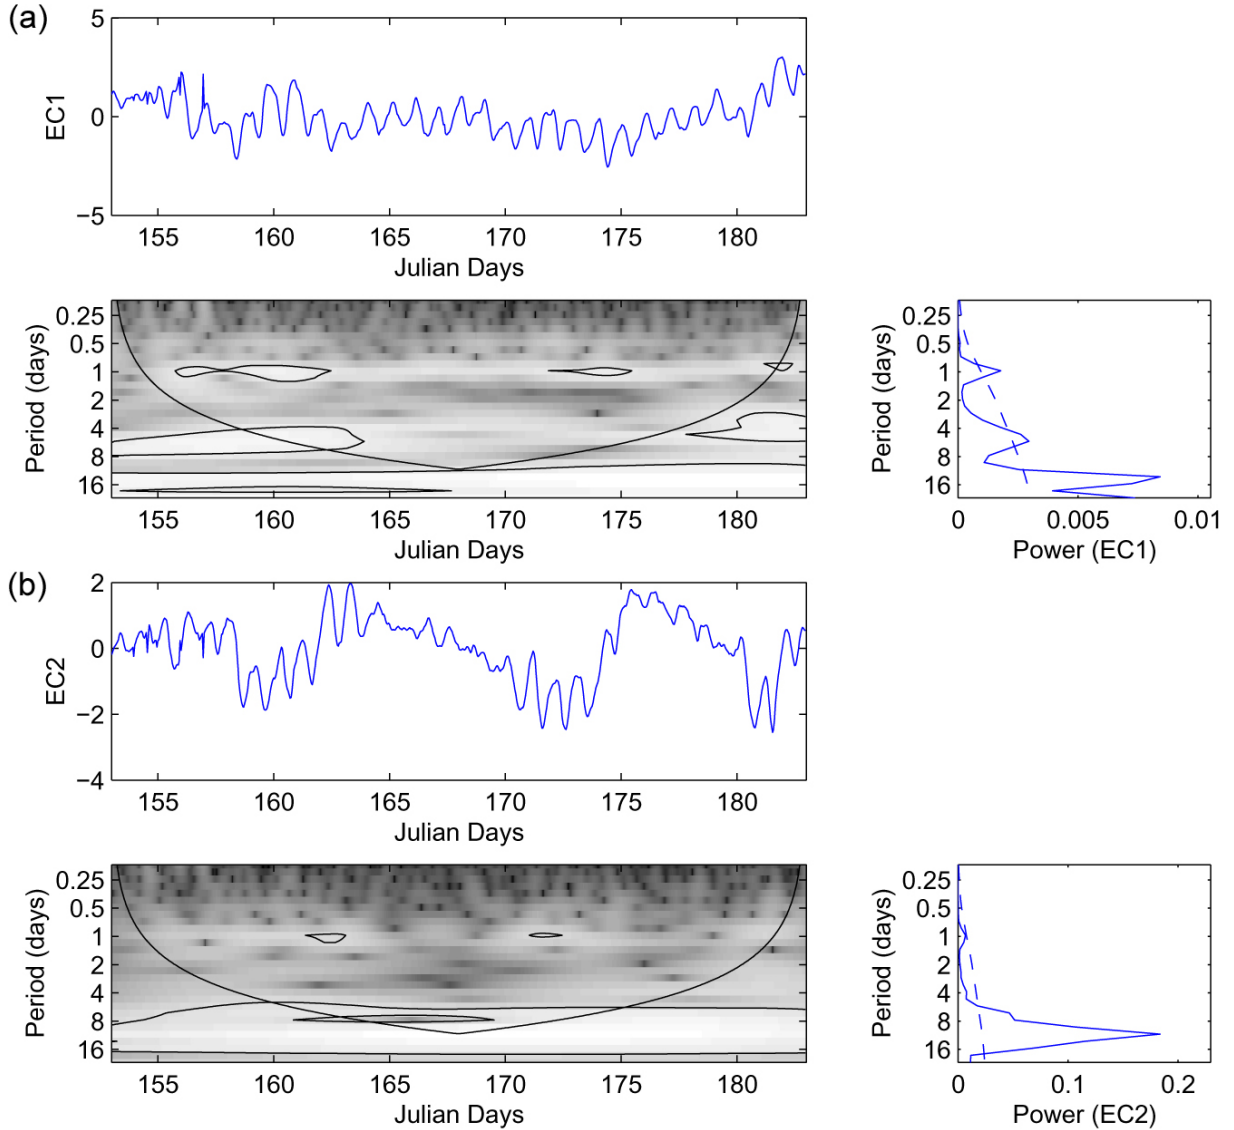 (a)
EC1
5
0
−5
155 160 165 170 175 180
Julian Days
Period (days)
0.25
0.5
1
2
4
8
16
155 160 165 170 175 180
Julian Days
Period (days)
0.25
0.5
1
2
4
8
16
0 0.005 0.01
Power (EC1)
(b)
EC2
2
0
−2
−4
155 160 165 170 175 180
Julian Days
Period (days)
0.25
0.5
1
2
4
8
16
155 160 165 170 175 180
Julian Days
Period (days)
0.25
0.5
1
2
4
8
16
0 0.1 0.2
Power (EC2)